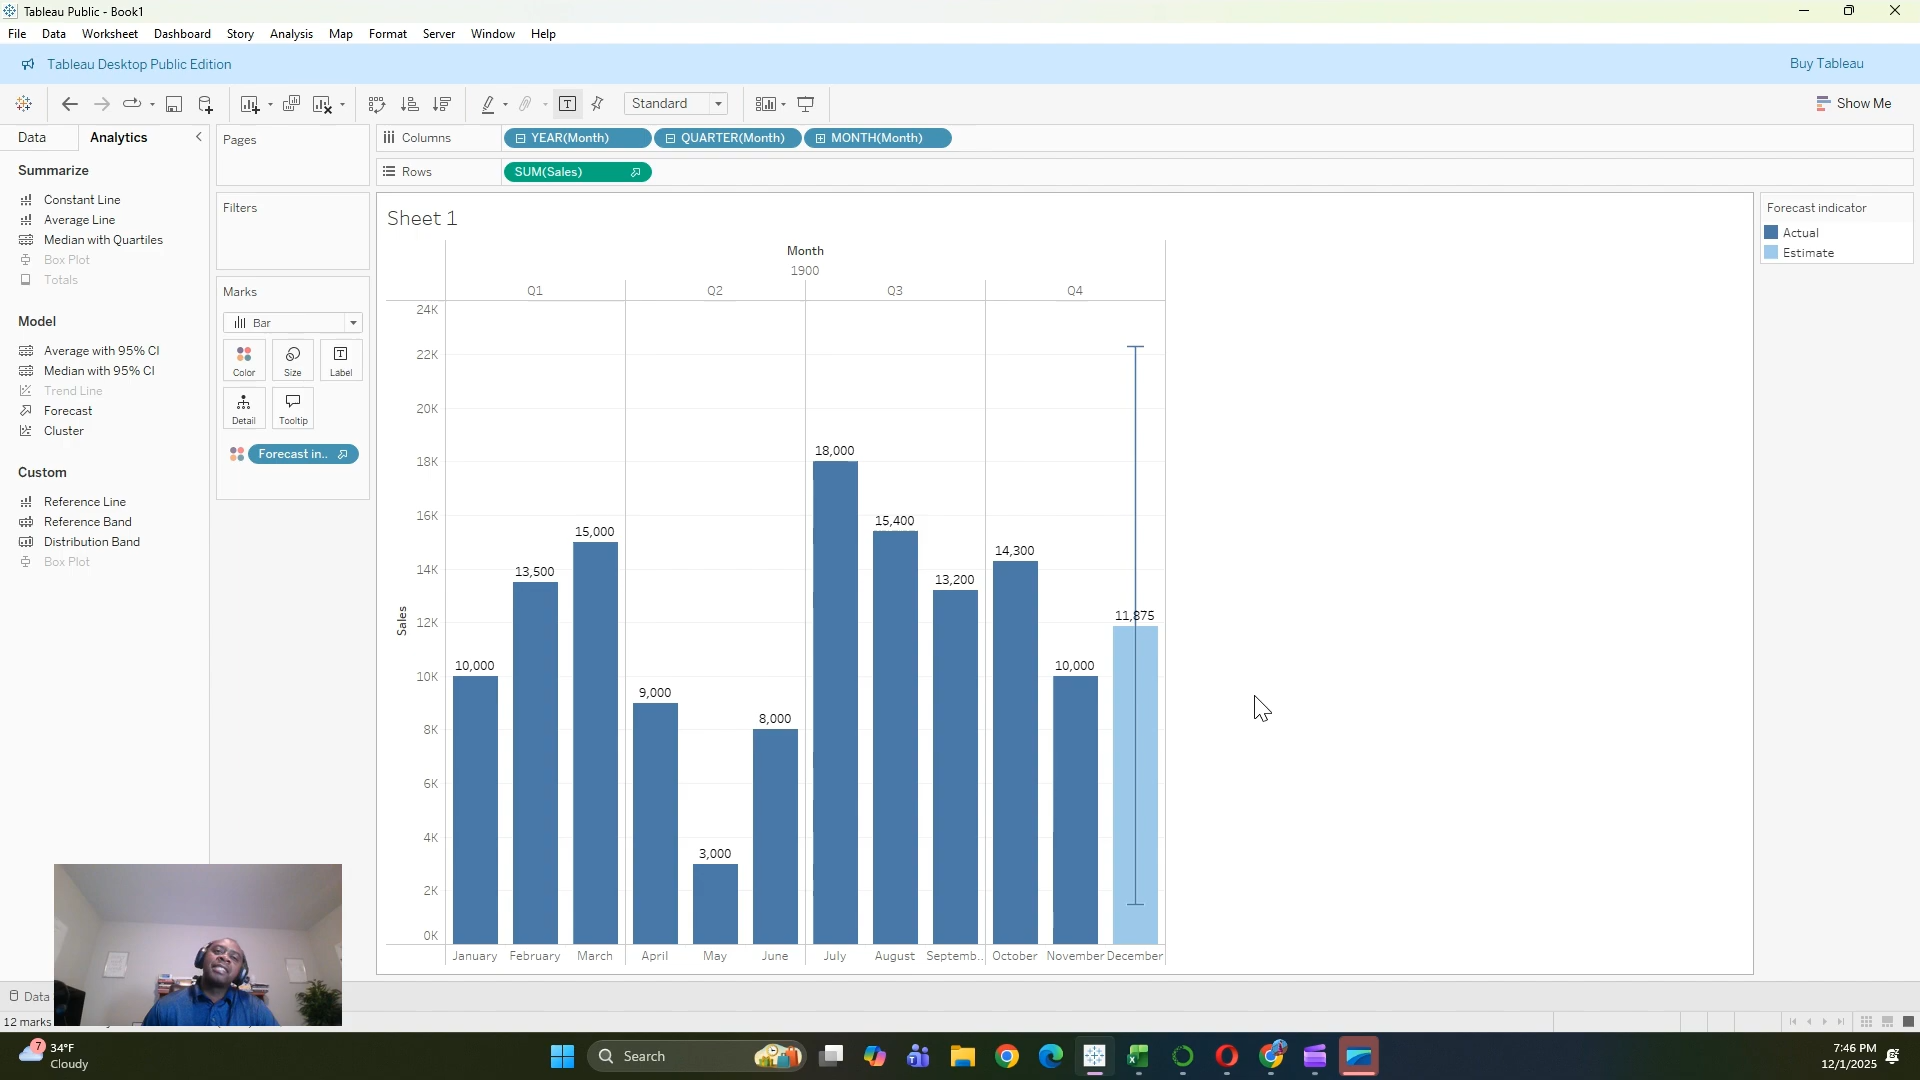 Tableau Public - Book1
File Data Worksheet Dashboard Story Analysis Map Format Server Window Help
Tableau Desktop Public Edition
Buy Tableau
Standard
Show Me
Data Analytics
Summarize
Constant Line
Average Line
Median with Quartiles
Box Plot
Totals
Model
Average with 95% CI
Median with 95% CI
Trend Line
Forecast
Cluster
Custom
Reference Line
Reference Band
Distribution Band
Box Plot
Pages
Filters
Marks
Bar
Color Size Label
Detail Tooltip
Forecast in..
Columns YEAR(Month) QUARTER(Month) MONTH(Month)
Rows SUM(Sales)
Sheet 1
Month
1900
Q1 Q2 Q3 Q4
24K
22K
20K
18K
16K
14K
12K
10K
8K
6K
4K
2K
0K
Sales
10,000
13,500
15,000
9,000
3,000
8,000
18,000
15,400
13,200
14,300
10,000
11,875
January February March April May June July August Septemb.. October November December
Forecast indicator
Actual
Estimate
Data
12 marks
7
34°F
Cloudy
Search
7:46 PM
12/1/2025